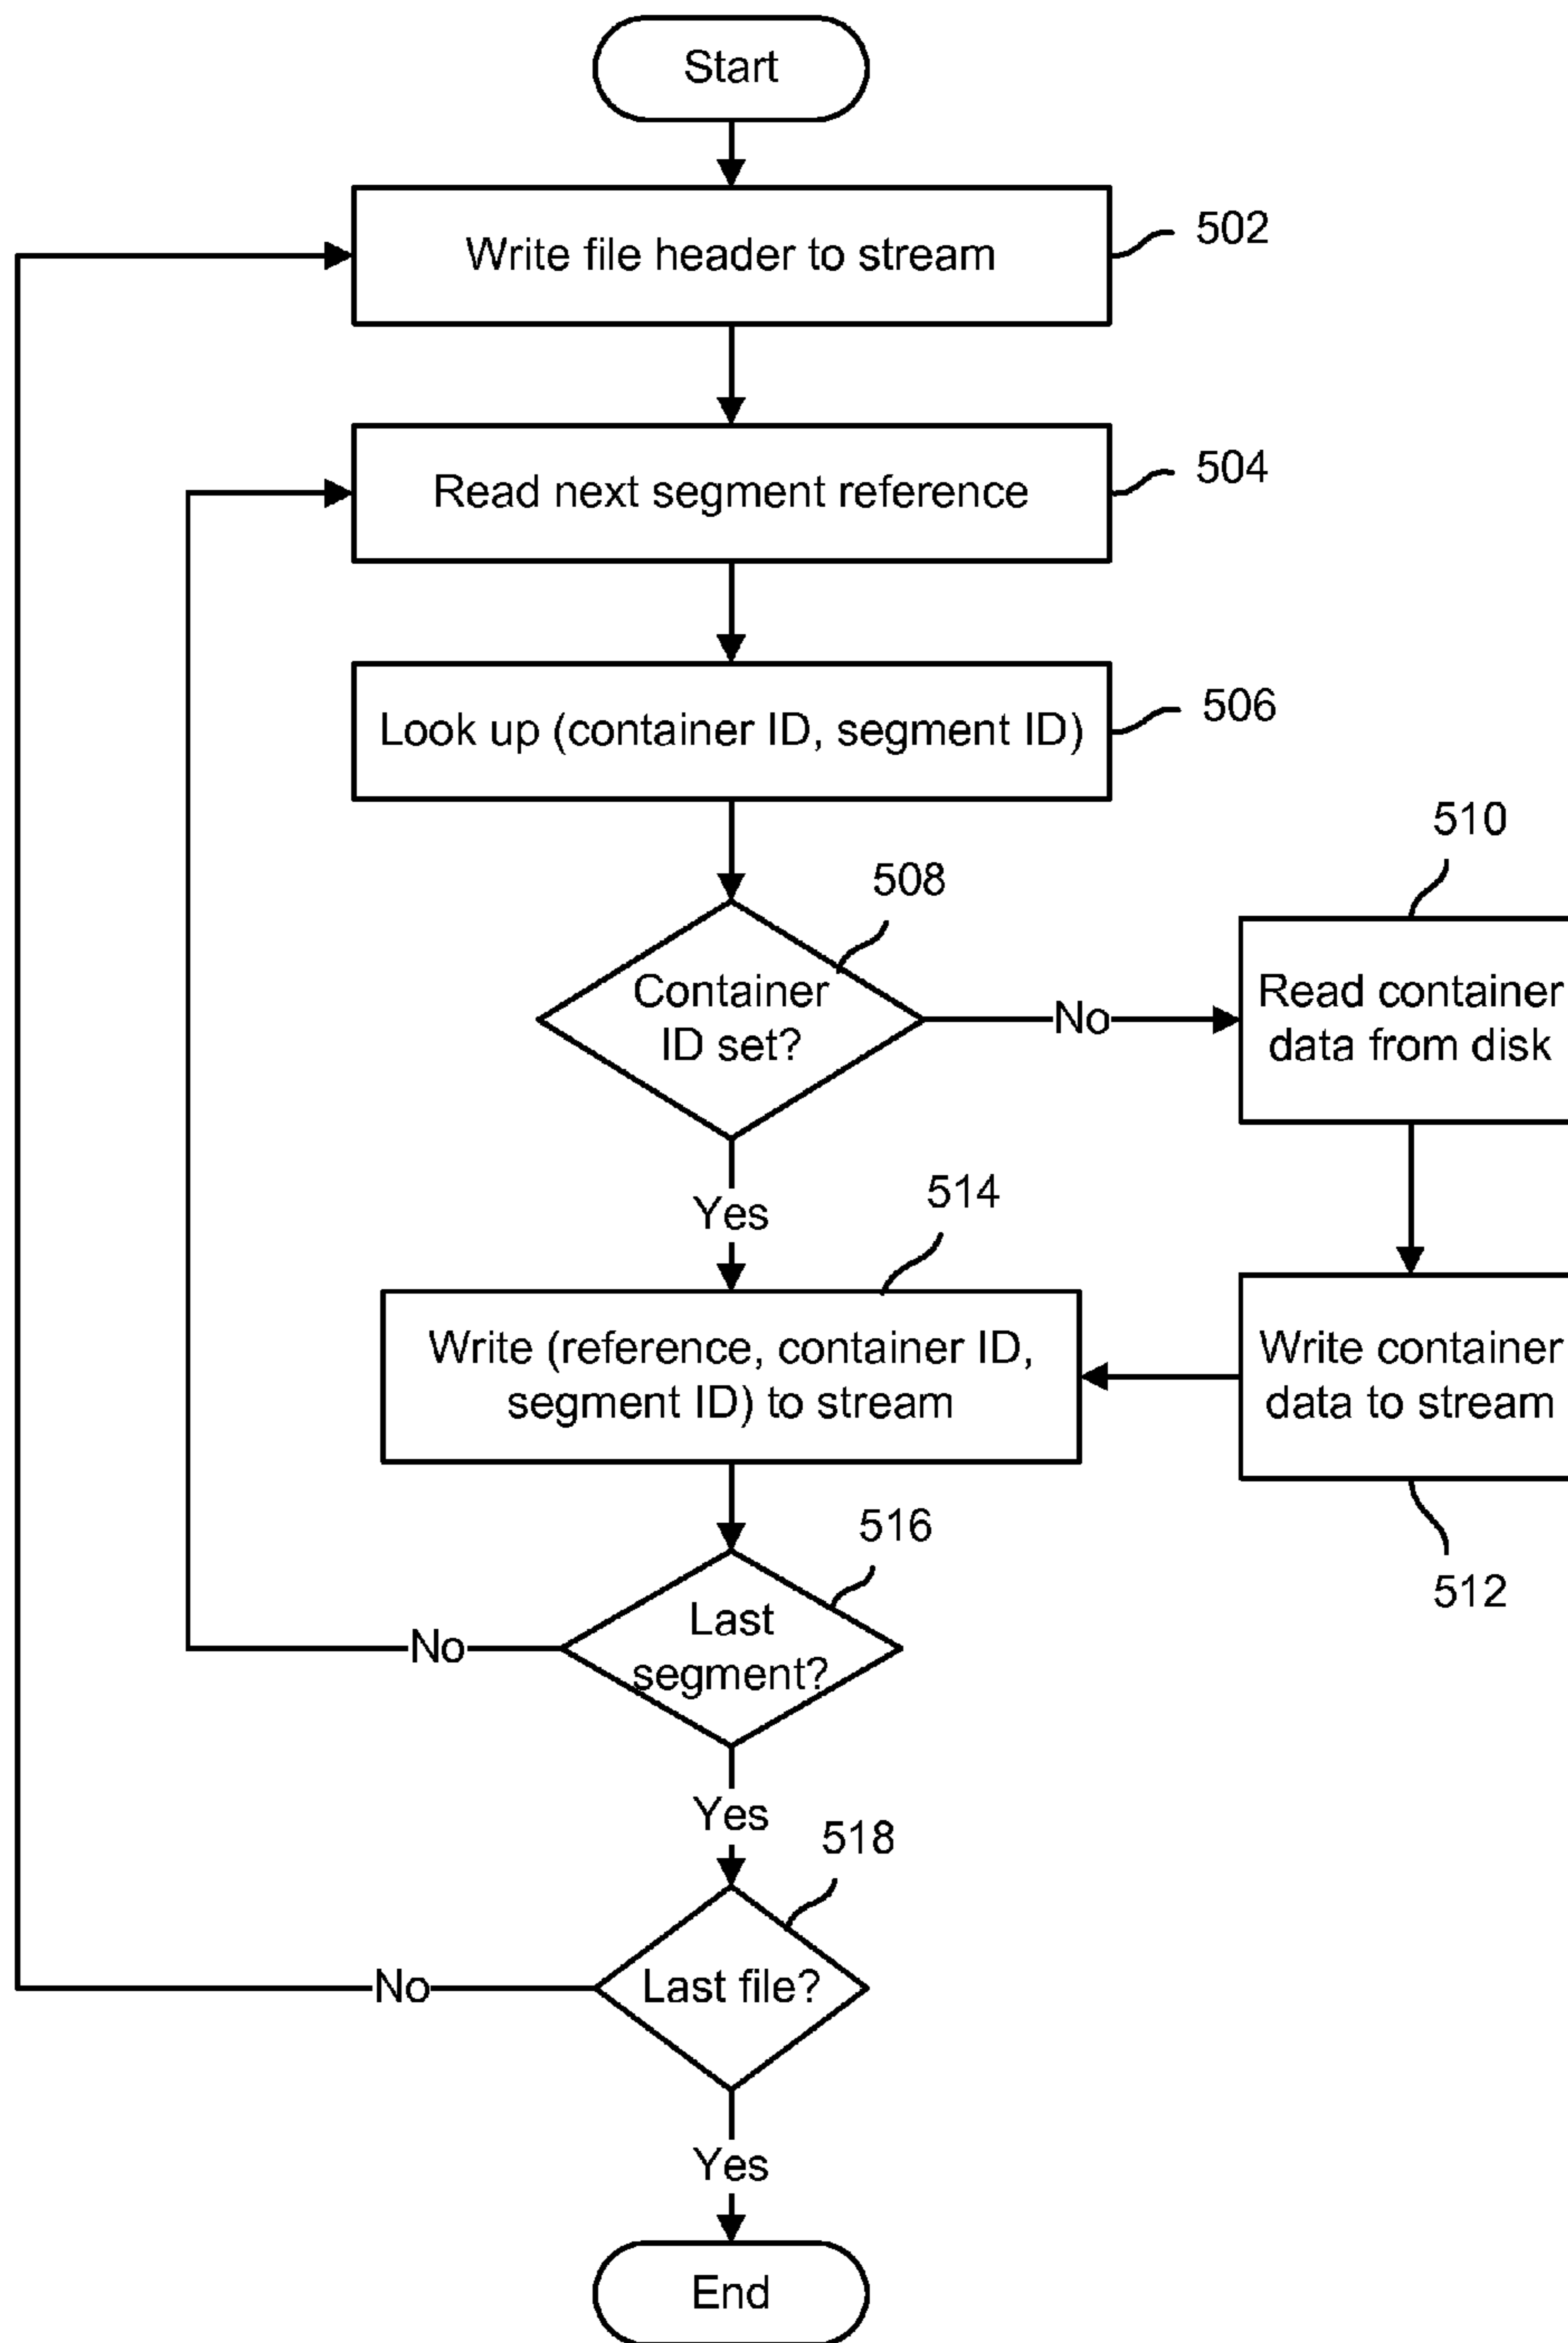 Start
Write file header to stream
502
Read next segment reference
504
Look up (container ID, segment ID)
506
510
508
Container
ID set?
No
Read container
data from disk
Yes
514
Write (reference, container ID,
segment ID) to stream
Write container
data to stream
516
512
Last
segment?
No
Yes
518
Last file?
No
Yes
End